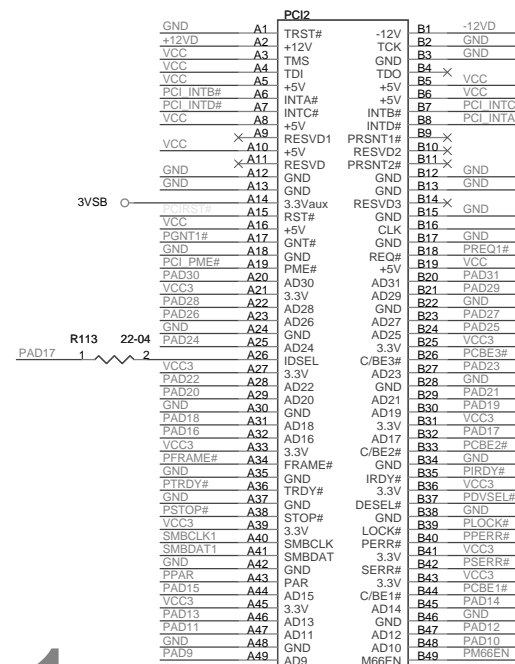 PCI2
GND A1 TRST# -12V B1 -12VD
+12VD A2 +12V TCK B2 GND
VCC A3 TMS GND B3 GND
VCC A4 TDI TDO B4
VCC A5 +5V +5V B5 VCC
PCI_INTB# A6 INTA# +5V B6 VCC
PCI_INTD# A7 INTC# INTB# B7 PCI_INTC
VCC A8 +5V INTD# B8 PCI_INTA
A9 RESVD1 PRSNT1# B9
VCC A10 +5V RESVD2 B10
A11 RESVD PRSNT2# B11
GND A12 GND GND B12 GND
GND A13 GND GND B13 GND
3VSB A14 3.3Vaux RESVD3 B14
PCIRST# A15 RST# GND B15 GND
VCC A16 +5V CLK B16
PGNT1# A17 GNT# GND B17 GND
GND A18 GND REQ# B18 PREQ1#
PCI_PME# A19 PME# +5V B19 VCC
PAD30 A20 AD30 AD31 B20 PAD31
VCC3 A21 3.3V AD29 B21 PAD29
PAD28 A22 AD28 GND B22 GND
PAD26 A23 AD26 AD27 B23 PAD27
GND A24 GND AD25 B24 PAD25
R113 22-04 PAD24 A25 AD24 3.3V B25 VCC3
PAD17 1 2 A26 IDSEL C/BE3# B26 PCBE3#
VCC3 A27 3.3V AD23 B27 PAD23
PAD22 A28 AD22 GND B28 GND
PAD20 A29 AD20 AD21 B29 PAD21
GND A30 GND AD19 B30 PAD19
PAD18 A31 AD18 3.3V B31 VCC3
PAD16 A32 AD16 AD17 B32 PAD17
VCC3 A33 3.3V C/BE2# B33 PCBE2#
PFRAME# A34 FRAME# GND B34 GND
GND A35 GND IRDY# B35 PIRDY#
PTRDY# A36 TRDY# 3.3V B36 VCC3
GND A37 GND DESEL# B37 PDVSEL#
PSTOP# A38 STOP# GND B38 GND
VCC3 A39 3.3V LOCK# B39 PLOCK#
SMBCLK1 A40 SMBCLK PERR# B40 PPERR#
SMBDAT1 A41 SMBDAT 3.3V B41 VCC3
GND A42 GND SERR# B42 PSERR#
PPAR A43 PAR 3.3V B43 VCC3
PAD15 A44 AD15 C/BE1# B44 PCBE1#
VCC3 A45 3.3V AD14 B45 PAD14
PAD13 A46 AD13 GND B46 GND
PAD11 A47 AD11 AD12 B47 PAD12
GND A48 GND AD10 B48 PAD10
PAD9 A49 AD9 M66EN B49 PM66EN